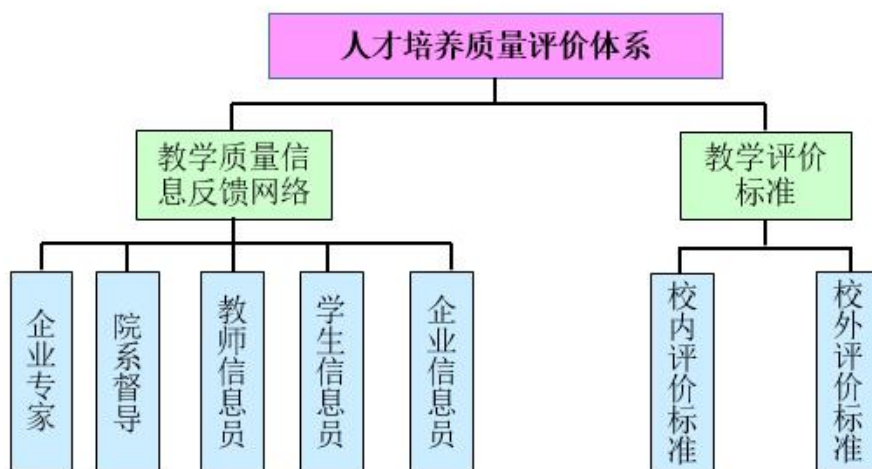 人才培养质量评价体系
教学质量信
息反馈网络
教学评价
标准
企业专家
院系督导
教师信息员
学生信息员
企业信息员
校内评价标准
校外评价标准